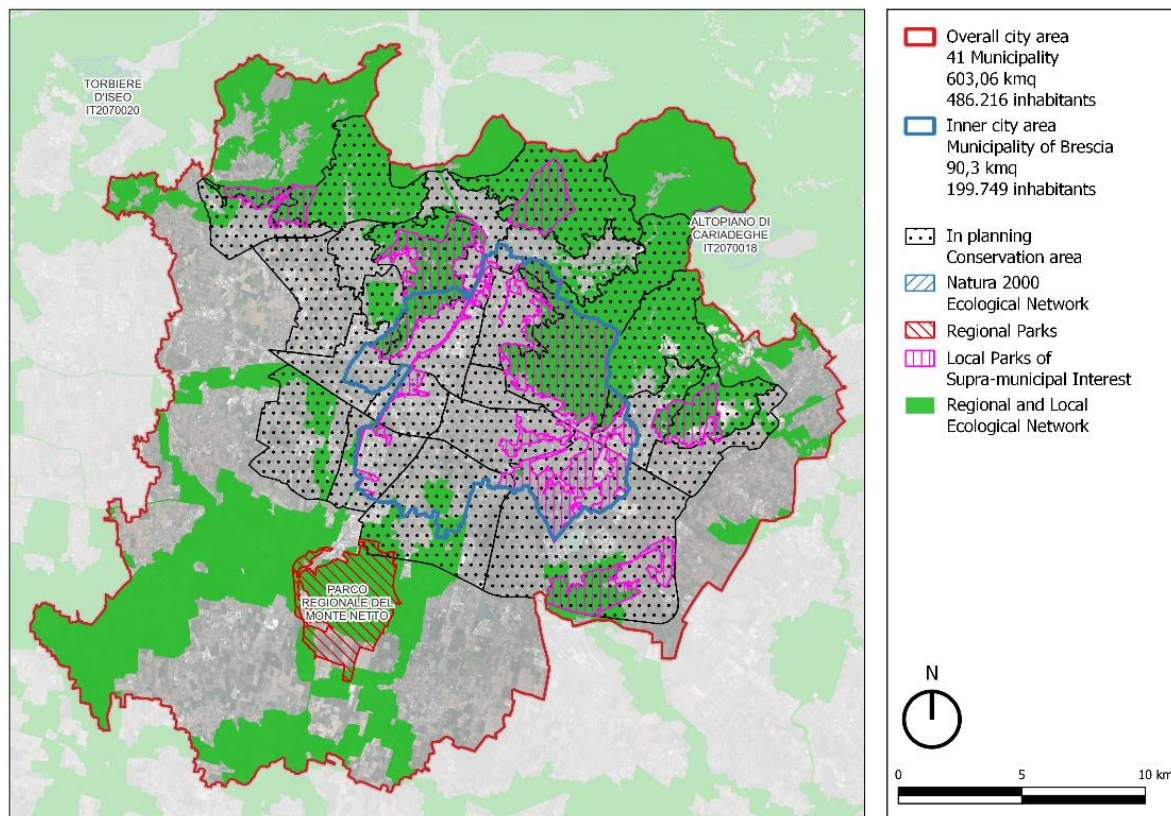 TORBIERE
D'ISEO
IT2070020
ALTOPIANO DI
CARIADEGHE
IT2070018
PARCO
REGIONALE DEL
MONTE NETTO
Overall city area
41 Municipality
603,06 kmq
486.216 inhabitants
Inner city area
Municipality of Brescia
90,3 kmq
199.749 inhabitants
In planning
Conservation area
Natura 2000
Ecological Network
Regional Parks
Local Parks of
Supra-municipal Interest
Regional and Local
Ecological Network
N
0 5 10 km